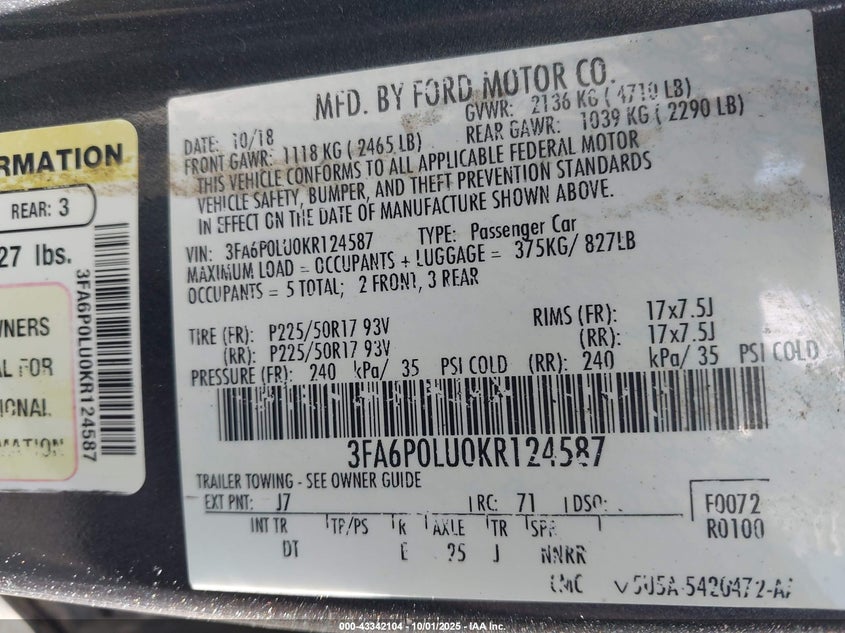 RMATION
REAR: 3
27 lbs.
3FA6P0LU0KR124587
WNERS
AL FOR
IONAL
MATION
MFD. BY FORD MOTOR CO.
DATE: 10/18 GVWR: 2136 KG ( 4710 LB)
FRONT GAWR: 1118 KG ( 2465 LB) REAR GAWR: 1039 KG ( 2290 LB)
THIS VEHICLE CONFORMS TO ALL APPLICABLE FEDERAL MOTOR
VEHICLE SAFETY, BUMPER, AND THEFT PREVENTION STANDARDS
IN EFFECT ON THE DATE OF MANUFACTURE SHOWN ABOVE.
VIN: 3FA6P0LU0KR124587 TYPE: Passenger Car
MAXIMUM LOAD = OCCUPANTS + LUGGAGE = 375KG/ 827LB
OCCUPANTS = 5 TOTAL; 2 FRONT, 3 REAR
TIRE (FR): P225/50R17 93V RIMS (FR): 17x7.5J
(RR): P225/50R17 93V (RR): 17x7.5J
PRESSURE (FR): 240 kPa/ 35 PSI COLD (RR): 240 kPa/ 35 PSI COLD
3FA6P0LU0KR124587
TRAILER TOWING - SEE OWNER GUIDE
EXT PNT: J7 RC: 71 DSO: F0072
INT TR TP/PS R AXLE TR SPR R0100
DT E 25 J NNRR
5U5A-5420472-A
000-43342104 - 10/01/2025 - IAA Inc.